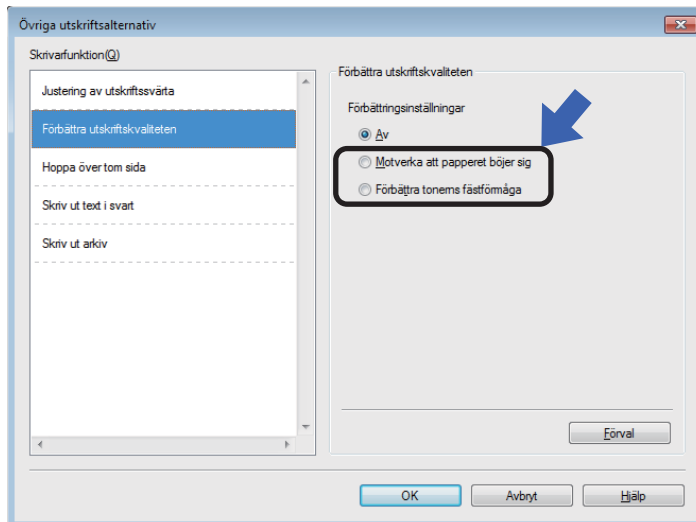 Övriga utskriftsalternativ
Skrivarfunktion(Q)
Justering av utskriftssvärta
Förbättra utskriftskvaliteten
Hoppa över tom sida
Skriv ut text i svart
Skriv ut arkiv
Förbättra utskriftskvaliteten
Förbättringsinställningar
Av
Motverka att papperet böjer sig
Förbättra tonerns fästförmåga
Förval
OK
Avbryt
Hjälp